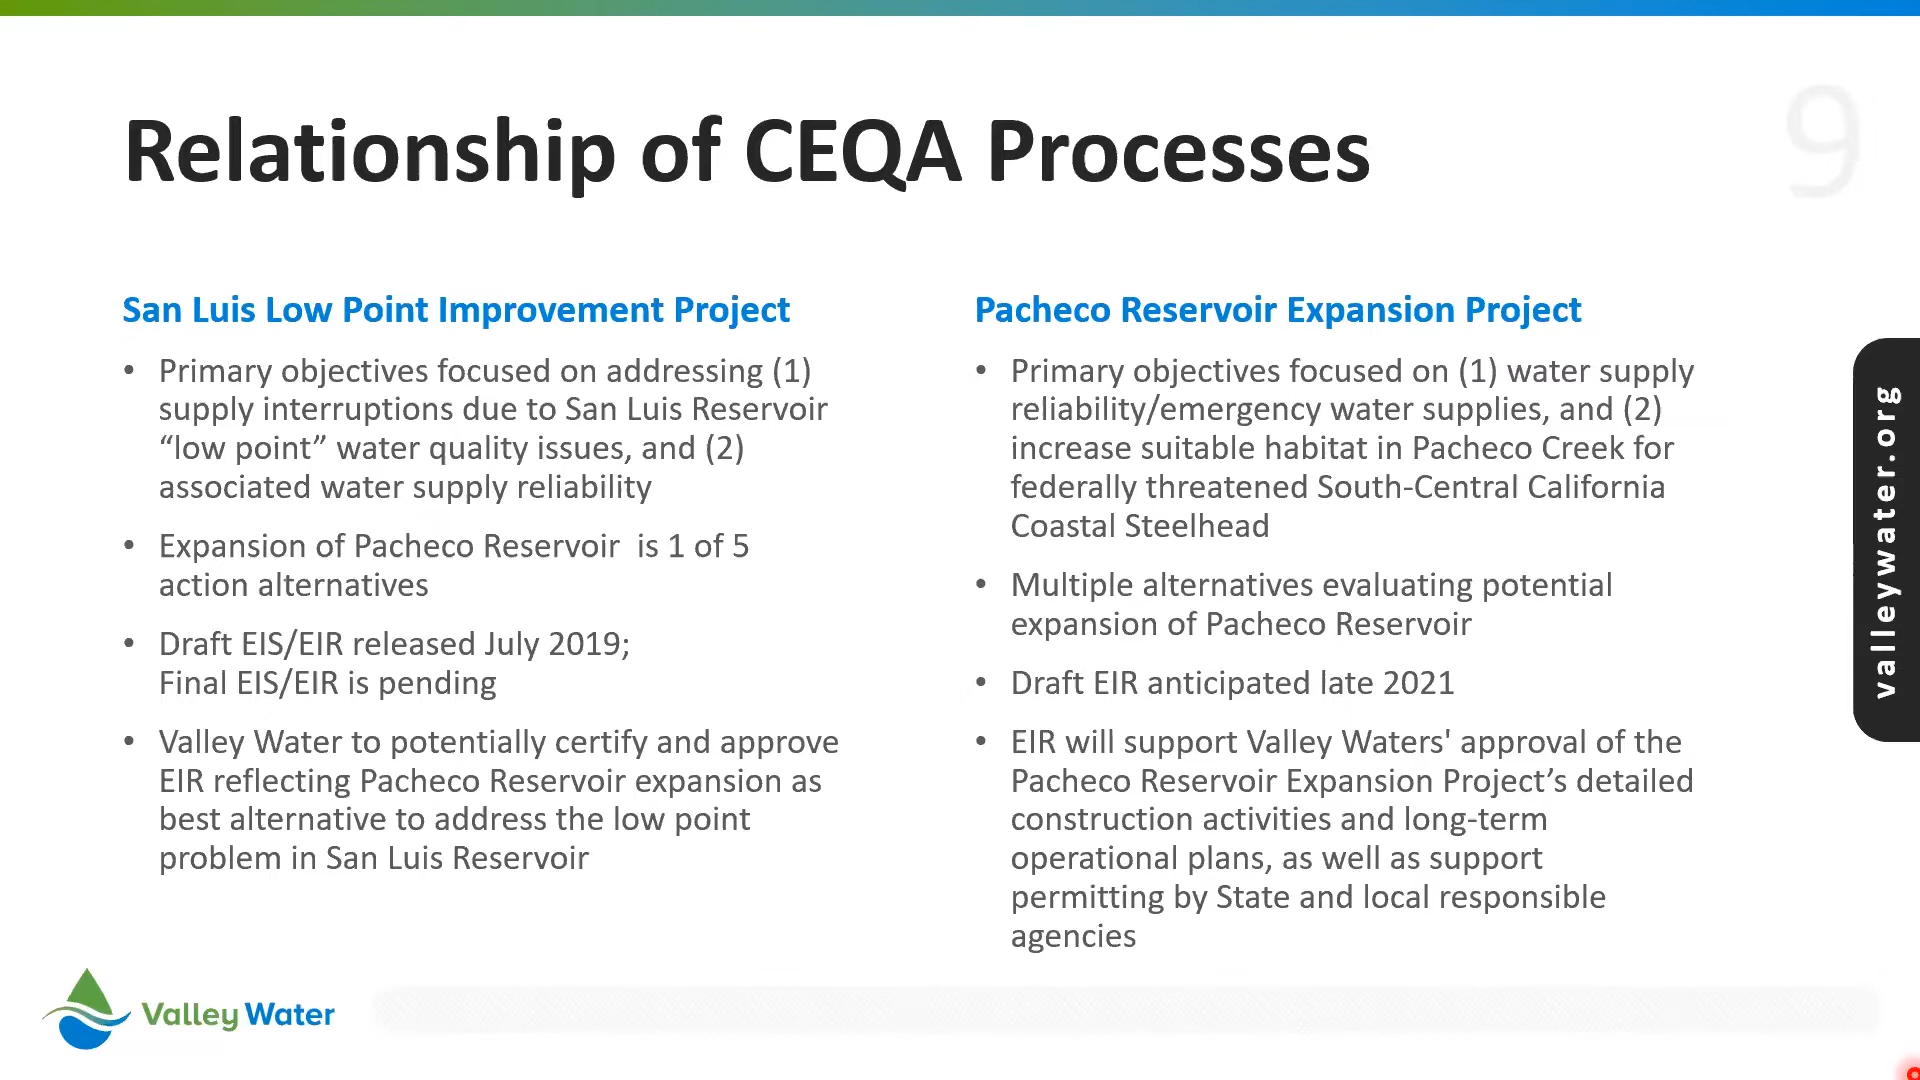 Relationship of CEQA Processes
9
San Luis Low Point Improvement Project
• Primary objectives focused on addressing (1)
supply interruptions due to San Luis Reservoir
“low point” water quality issues, and (2)
associated water supply reliability
• Expansion of Pacheco Reservoir  is 1 of 5
action alternatives
• Draft EIS/EIR released July 2019;
Final EIS/EIR is pending
• Valley Water to potentially certify and approve
EIR reflecting Pacheco Reservoir expansion as
best alternative to address the low point
problem in San Luis Reservoir
Pacheco Reservoir Expansion Project
• Primary objectives focused on (1) water supply
reliability/emergency water supplies, and (2)
increase suitable habitat in Pacheco Creek for
federally threatened South-Central California
Coastal Steelhead
• Multiple alternatives evaluating potential
expansion of Pacheco Reservoir
• Draft EIR anticipated late 2021
• EIR will support Valley Waters' approval of the
Pacheco Reservoir Expansion Project’s detailed
construction activities and long-term
operational plans, as well as support
permitting by State and local responsible
agencies
valleywater.org
Valley Water